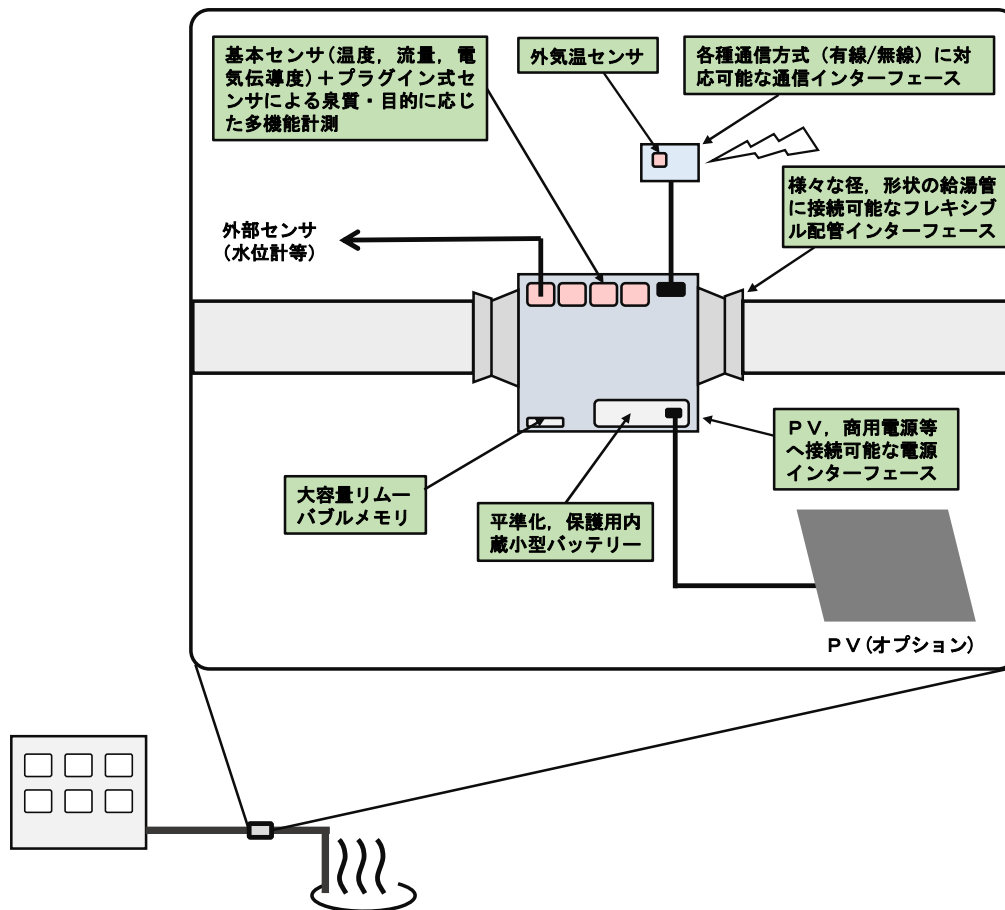 基本センサ(温度,流量,電
気伝導度)+プラグイン式セ
ンサによる泉質・目的に応じ
た多機能計測
外気温センサ
各種通信方式(有線/無線)に対
応可能な通信インターフェース
様々な径,形状の給湯管
に接続可能なフレキシブ
ル配管インターフェース
外部センサ
(水位計等)
PV,商用電源等
へ接続可能な電源
インターフェース
大容量リムー
バブルメモリ
平準化,保護用内
蔵小型バッテリー
PV(オプション)